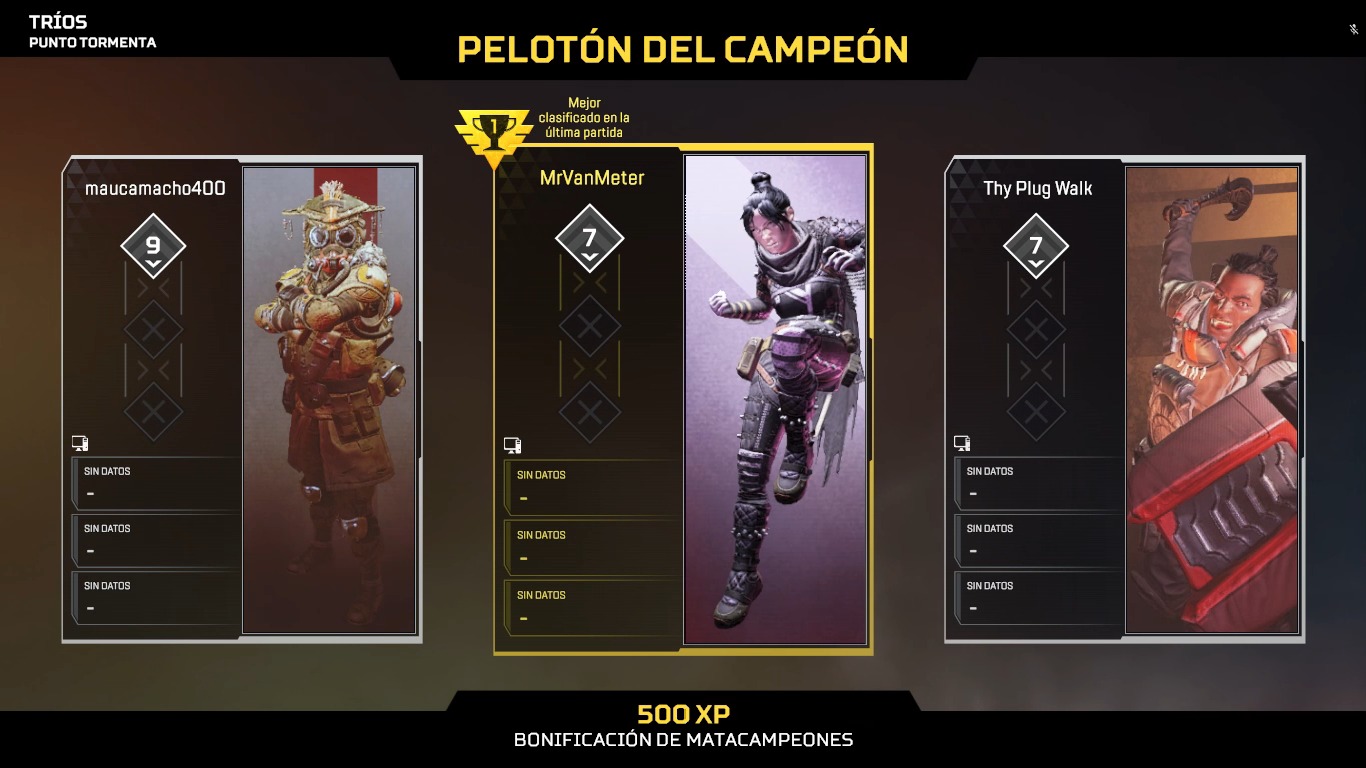 TRÍOS
PUNTO TORMENTA
PELOTÓN DEL CAMPEÓN
1
Mejor
clasificado en la
última partida
maucamacho400
9
SIN DATOS
-
SIN DATOS
-
SIN DATOS
-
MrVanMeter
7
SIN DATOS
-
SIN DATOS
-
SIN DATOS
-
Thy Plug Walk
7
SIN DATOS
-
SIN DATOS
-
SIN DATOS
-
500 XP
BONIFICACIÓN DE MATACAMPEONES